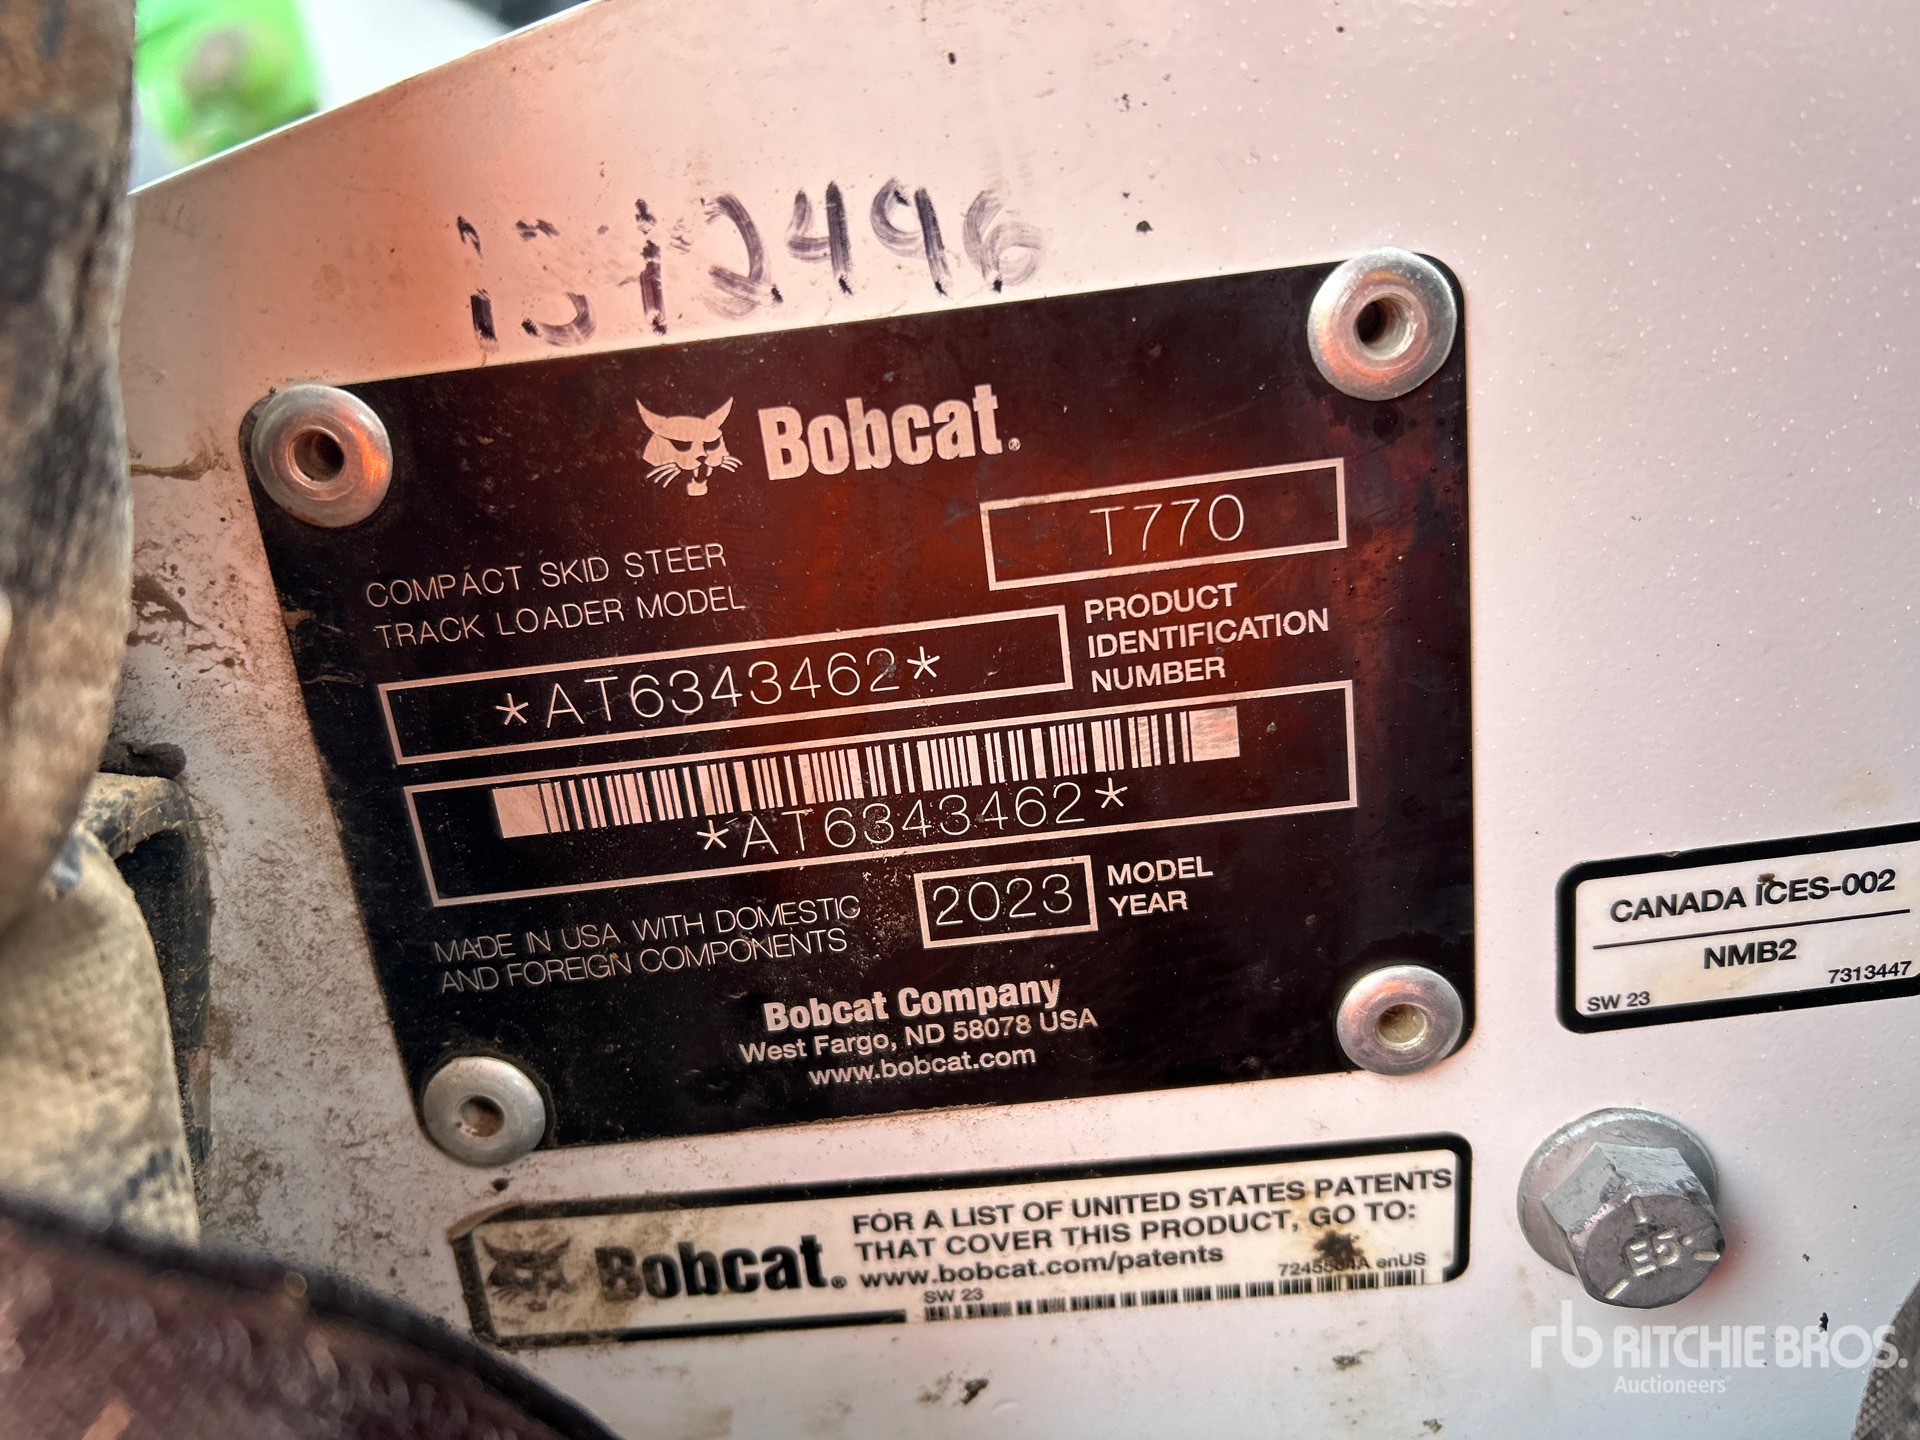 1312496
Bobcat®
T770
COMPACT SKID STEER
TRACK LOADER MODEL
PRODUCT
IDENTIFICATION
NUMBER
*AT6343462*
*AT6343462*
MADE IN USA WITH DOMESTIC
AND FOREIGN COMPONENTS
2023
MODEL
YEAR
Bobcat Company
West Fargo, ND 58078 USA
www.bobcat.com
CANADA ICES-002
NMB2
SW 23
7313447
Bobcat®
FOR A LIST OF UNITED STATES PATENTS
THAT COVER THIS PRODUCT, GO TO:
www.bobcat.com/patents
SW 23
enUS
E5
rb RITCHIE BROS.
Auctioneers